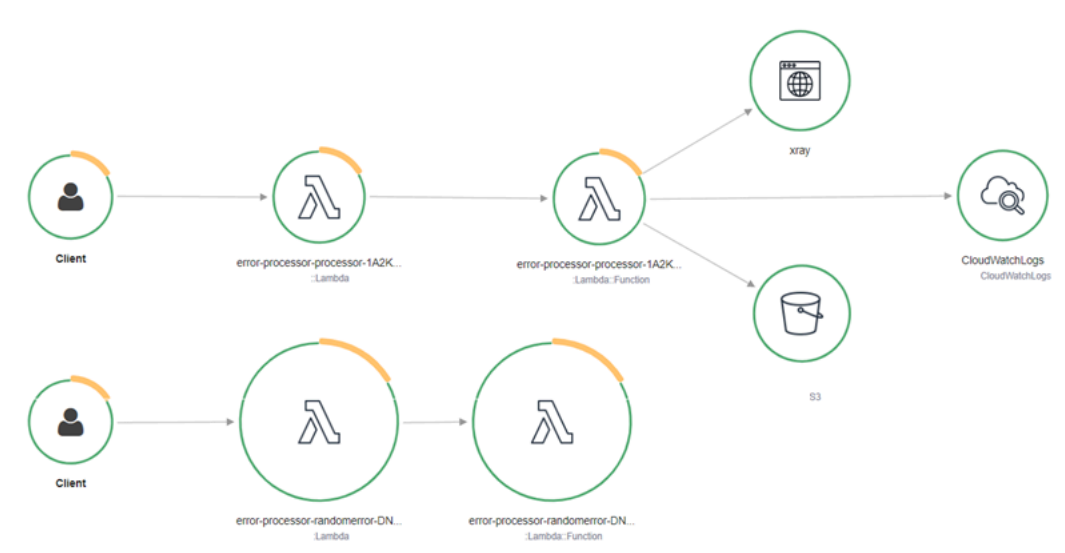 xray
Client
error-processor-processor-1A2K...
::Lambda
error-processor-processor-1A2K...
:Lambda::Function
CloudWatchLogs
CloudWatchLogs
S3
Client
error-processor-randomerror-DN...
:Lambda
error-processor-randomerror-DN...
::Lambda::Function